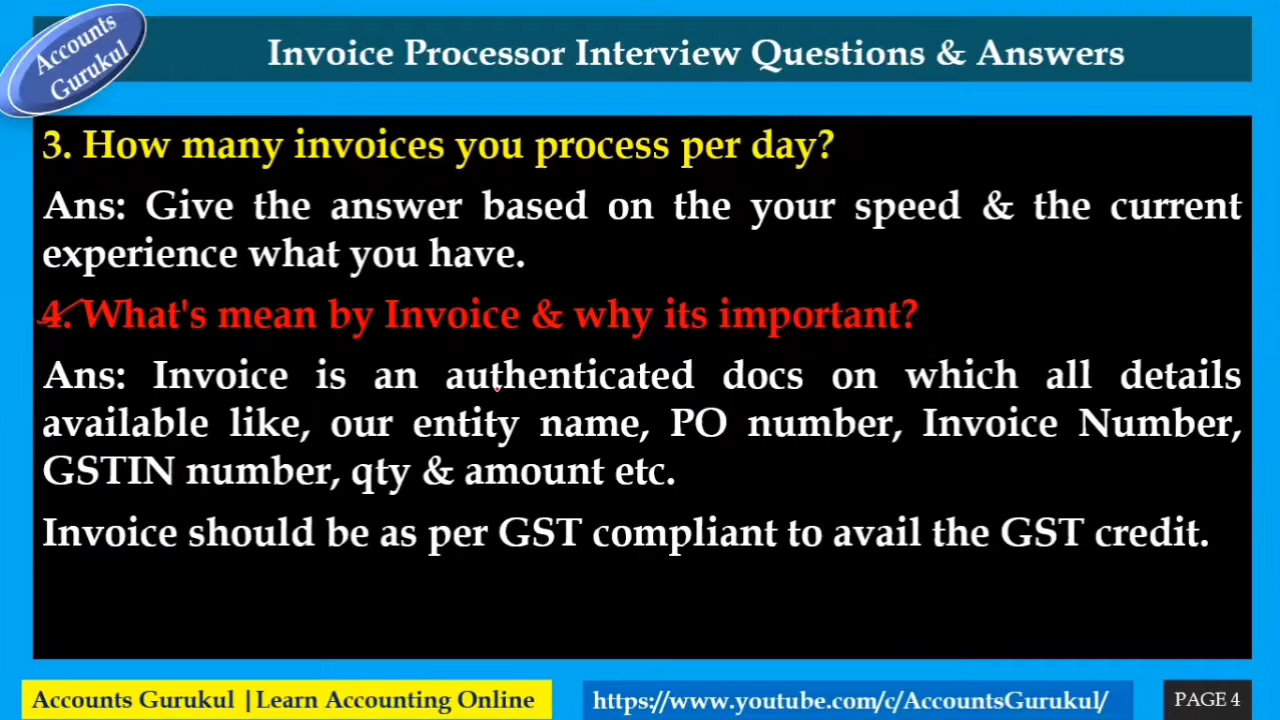 Accounts
Gurukul
Invoice Processor Interview Questions & Answers
3. How many invoices you process per day?
Ans: Give the answer based on the your speed & the current
experience what you have.
4. What's mean by Invoice & why its important?
Ans: Invoice is an authenticated docs on which all details
available like, our entity name, PO number, Invoice Number,
GSTIN number, qty & amount etc.
Invoice should be as per GST compliant to avail the GST credit.
Accounts Gurukul |Learn Accounting Online
https://www.youtube.com/c/AccountsGurukul/
PAGE 4